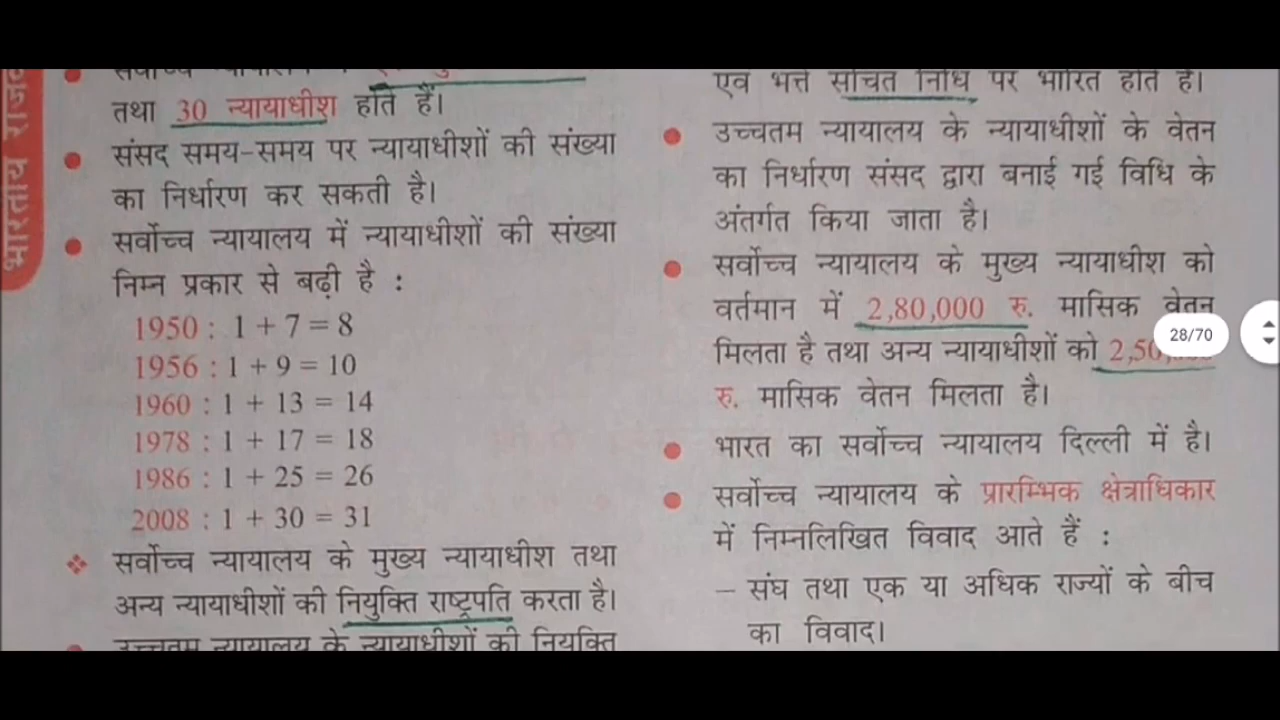 भारतीय
तथा 30 न्यायाधीश होते हैं।
संसद समय-समय पर न्यायाधीशों की संख्या
का निर्धारण कर सकती है।
सर्वोच्च न्यायालय में न्यायाधीशों की संख्या
निम्न प्रकार से बढ़ी है :
1950 : 1 + 7 = 8
1956 : 1 + 9 = 10
1960 : 1 + 13 = 14
1978 : 1 + 17 = 18
1986 : 1 + 25 = 26
2008 : 1 + 30 = 31
सर्वोच्च न्यायालय के मुख्य न्यायाधीश तथा
अन्य न्यायाधीशों की नियुक्ति राष्ट्रपति करता है।
उच्चतम न्यायालय के न्यायाधीशों की नियुक्ति
एवं भत्ते संचित निधि पर भारित होते हैं।
उच्चतम न्यायालय के न्यायाधीशों के वेतन
का निर्धारण संसद द्वारा बनाई गई विधि के
अंतर्गत किया जाता है।
सर्वोच्च न्यायालय के मुख्य न्यायाधीश को
वर्तमान में 2,80,000 रु. मासिक वेतन
मिलता है तथा अन्य न्यायाधीशों को
रु. मासिक वेतन मिलता है।
भारत का सर्वोच्च न्यायालय दिल्ली में है।
सर्वोच्च न्यायालय के प्रारम्भिक क्षेत्राधिकार
में निम्नलिखित विवाद आते हैं :
– संघ तथा एक या अधिक राज्यों के बीच
का विवाद।
28/70